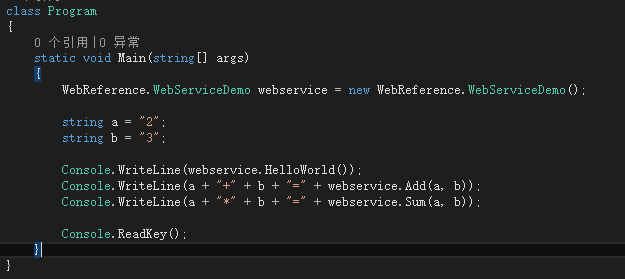 class Program
{
0 个引用|0 异常
static void Main(string[] args)
{
WebReference.WebServiceDemo webservice = new WebReference.WebServiceDemo();
string a = "2";
string b = "3";
Console.WriteLine(webservice.HelloWorld());
Console.WriteLine(a + "+" + b + "=" + webservice.Add(a, b));
Console.WriteLine(a + "*" + b + "=" + webservice.Sum(a, b));
Console.ReadKey();
}
}